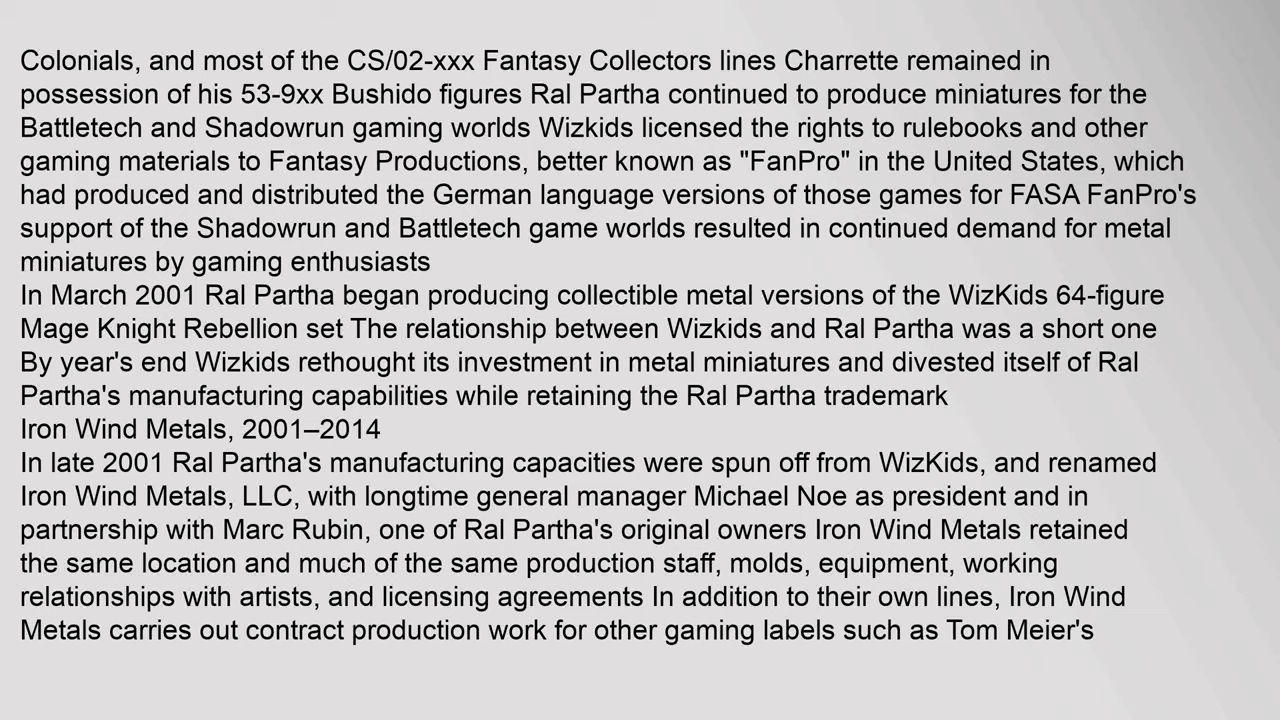 Colonials, and most of the CS/02-xxx Fantasy Collectors lines Charrette remained in
possession of his 53-9xx Bushido figures Ral Partha continued to produce miniatures for the
Battletech and Shadowrun gaming worlds Wizkids licensed the rights to rulebooks and other
gaming materials to Fantasy Productions, better known as "FanPro" in the United States, which
had produced and distributed the German language versions of those games for FASA FanPro's
support of the Shadowrun and Battletech game worlds resulted in continued demand for metal
miniatures by gaming enthusiasts
In March 2001 Ral Partha began producing collectible metal versions of the WizKids 64-figure
Mage Knight Rebellion set The relationship between Wizkids and Ral Partha was a short one
By year's end Wizkids rethought its investment in metal miniatures and divested itself of Ral
Partha's manufacturing capabilities while retaining the Ral Partha trademark
Iron Wind Metals, 2001–2014
In late 2001 Ral Partha's manufacturing capacities were spun off from WizKids, and renamed
Iron Wind Metals, LLC, with longtime general manager Michael Noe as president and in
partnership with Marc Rubin, one of Ral Partha's original owners Iron Wind Metals retained
the same location and much of the same production staff, molds, equipment, working
relationships with artists, and licensing agreements In addition to their own lines, Iron Wind
Metals carries out contract production work for other gaming labels such as Tom Meier's